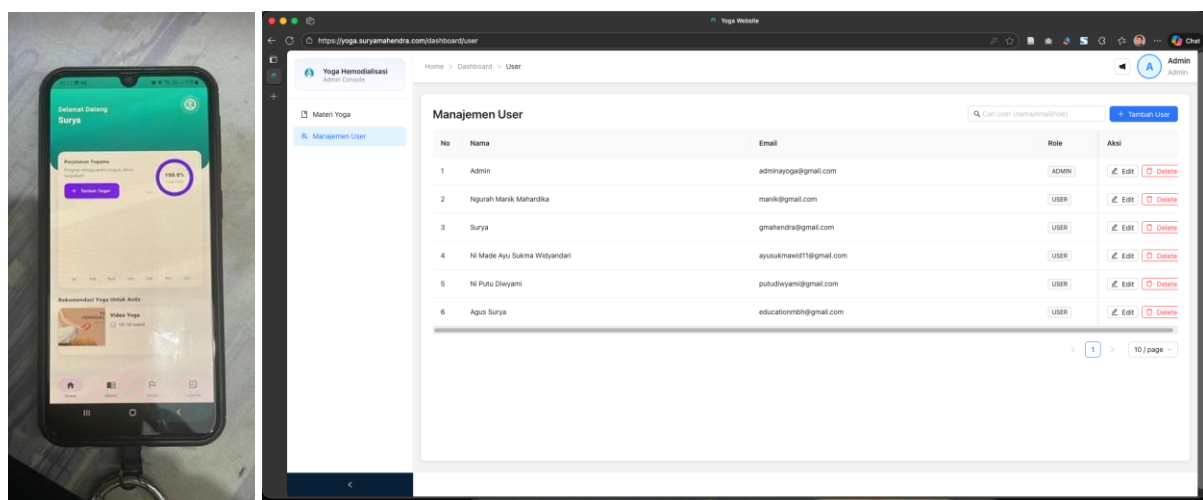 Selamat Datang
Surya
Perjalanan Yogamu
100.0%
+ Tambah Target
Rekomendasi Yoga Untuk Anda
Video Yoga
Home
Yoga Website
https://yoga.suryamahendra.com/dashboard/user
Chat
Yoga Hemodialisasi
Admin Console
Home > Dashboard > User
A
Admin
Admin
Materi Yoga
Manajemen User
Manajemen User
Cari user (nama/email/role)
+ Tambah User
No Nama Email Role Aksi
1 Admin adminayoga@gmail.com ADMIN Edit Delete
2 Ngurah Manik Mahardika manik@gmail.com USER Edit Delete
3 Surya gmahendra@gmail.com USER Edit Delete
4 Ni Made Ayu Sukma Widyandari ayusukmawid11@gmail.com USER Edit Delete
5 Ni Putu Diwyami putudiwyami@gmail.com USER Edit Delete
6 Agus Surya educationmbh@gmail.com USER Edit Delete
< 1 > 10 / page